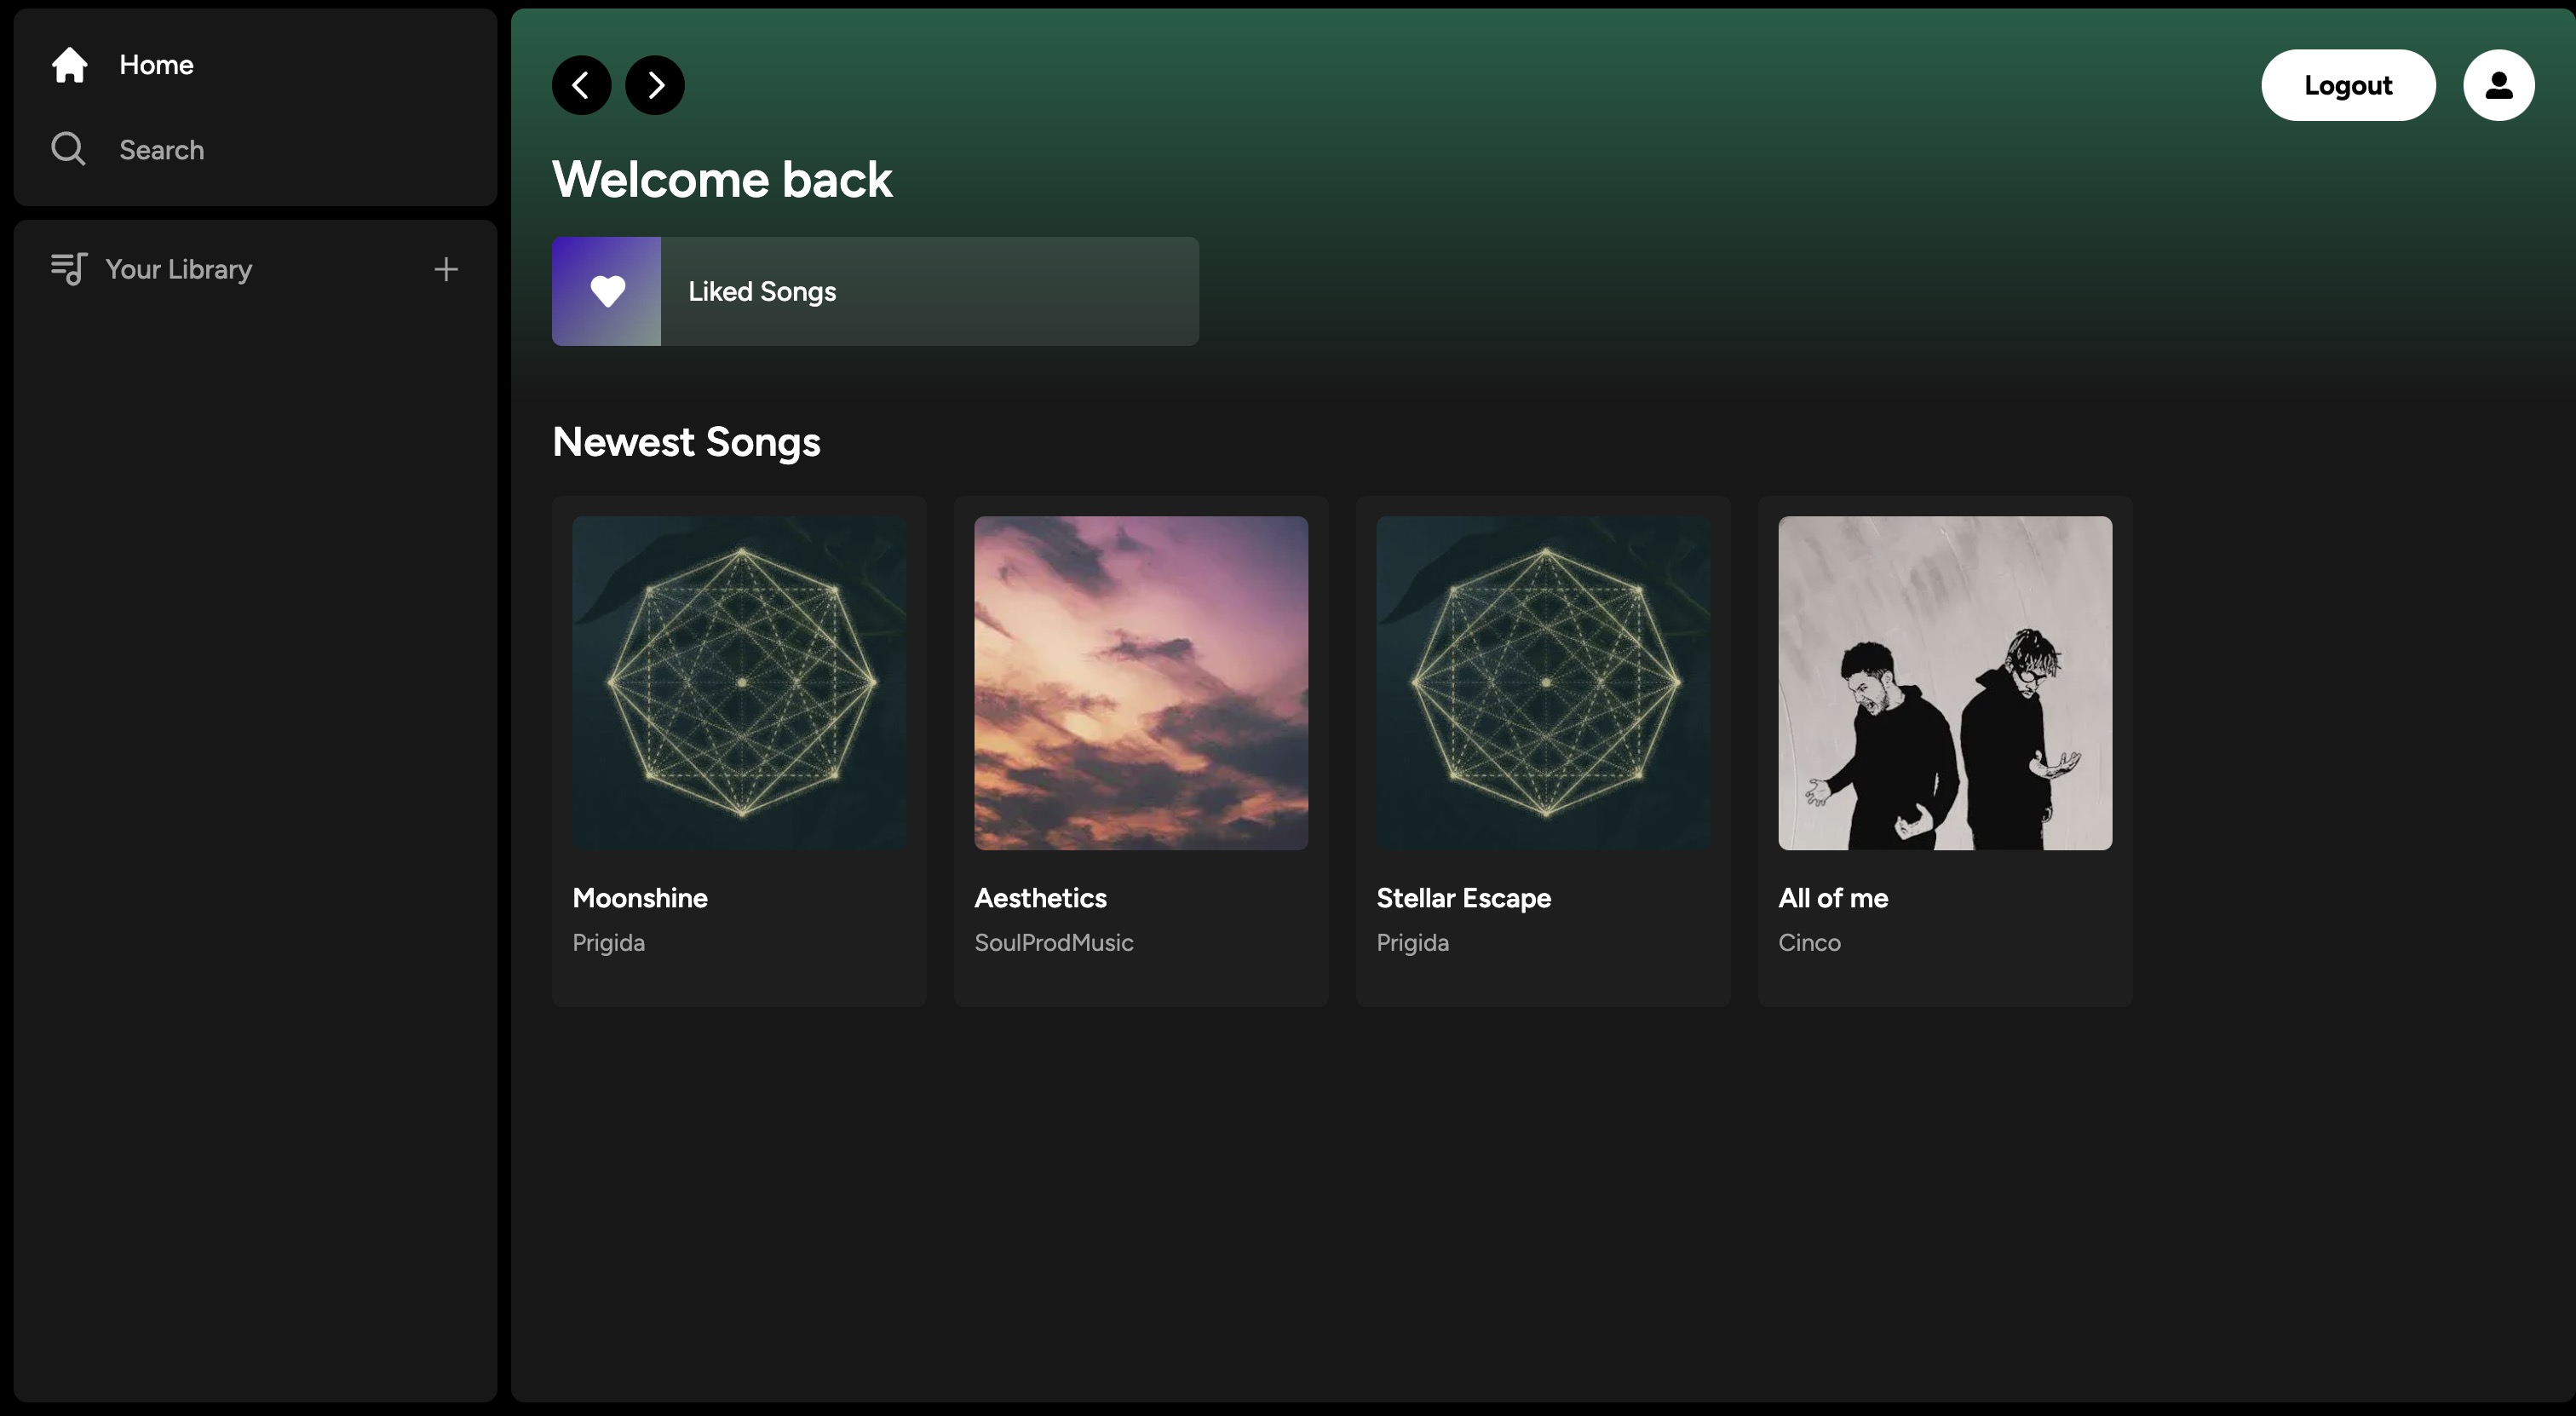 Home
Search
Your Library
Logout
Welcome back
Liked Songs
Newest Songs
Moonshine
Prigida
Aesthetics
SoulProdMusic
Stellar Escape
Prigida
All of me
Cinco